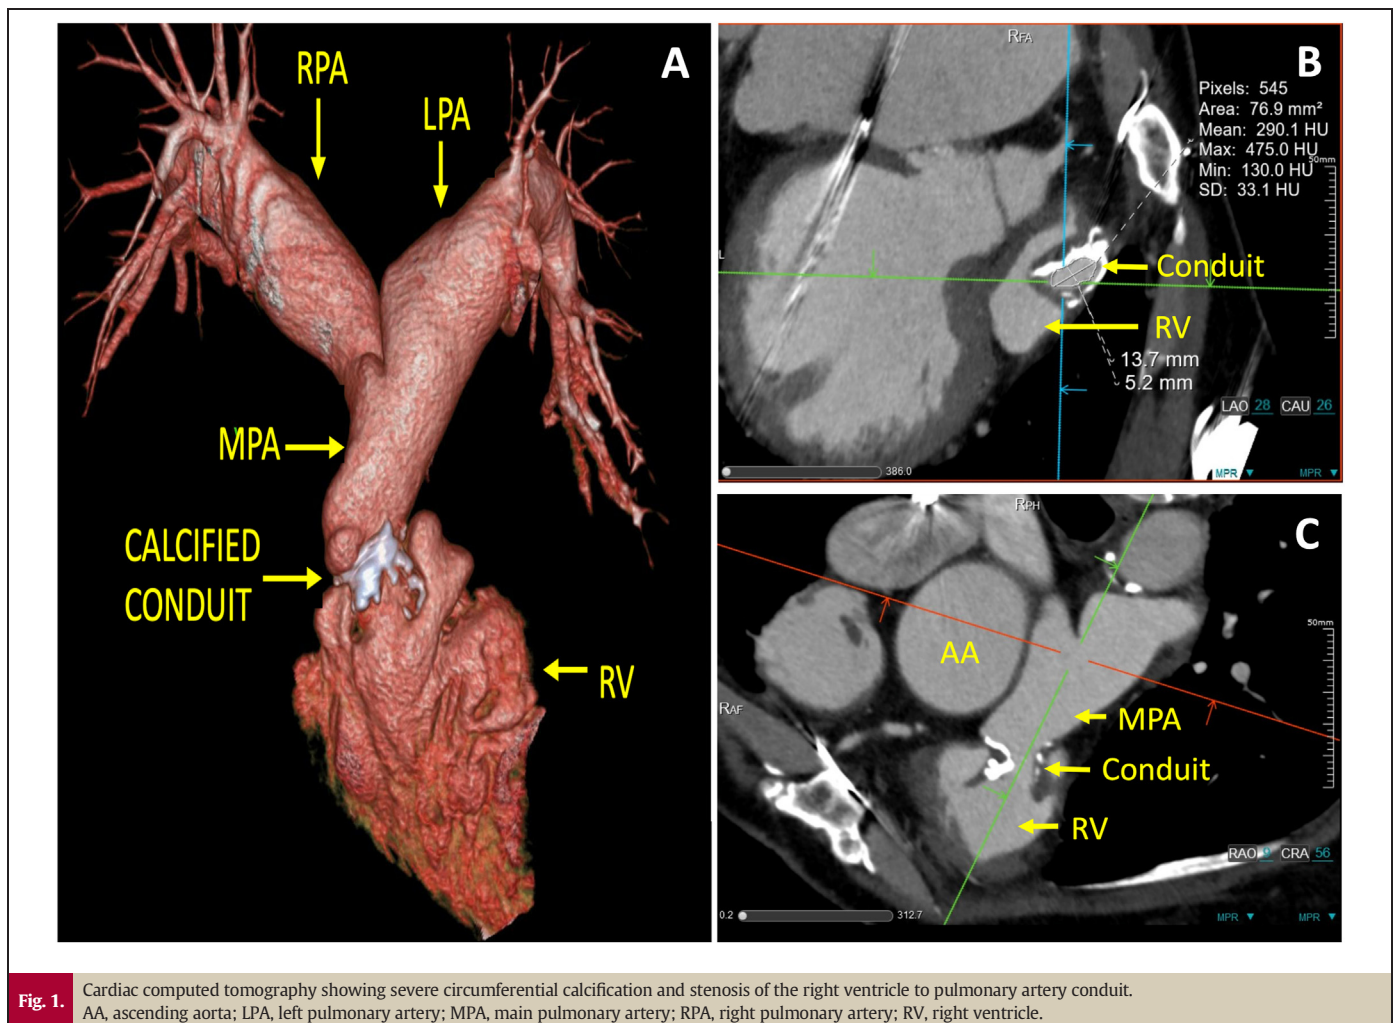 A
RPA
LPA
MPA
CALCIFIED
CONDUIT
RV
B
RFA
Pixels: 545
Area: 76.9 mm²
Mean: 290.1 HU
Max: 475.0 HU
Min: 130.0 HU
SD: 33.1 HU
50mm
L
Conduit
RV
13.7 mm
5.2 mm
LAO 28 CAU 26
386.0
MPR ▼ MPR ▼
C
RPH
50mm
AA
RAF
MPA
Conduit
RV
RAO 9 CRA 56
0.2 312.7
MPR ▼ MPR ▼
Fig. 1. Cardiac computed tomography showing severe circumferential calcification and stenosis of the right ventricle to pulmonary artery conduit.
AA, ascending aorta; LPA, left pulmonary artery; MPA, main pulmonary artery; RPA, right pulmonary artery; RV, right ventricle.